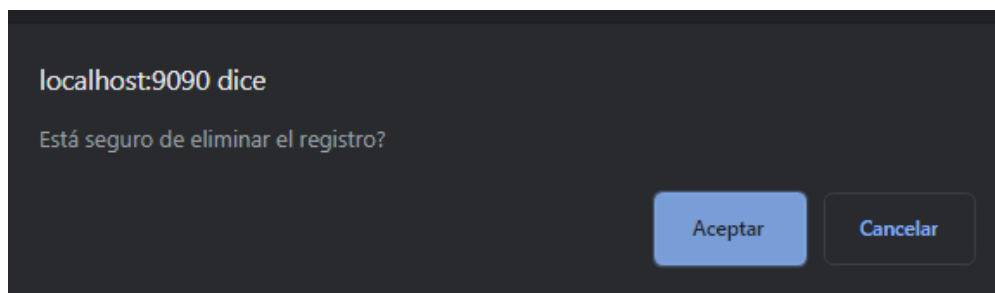 localhost:9090 dice
Está seguro de eliminar el registro?
Aceptar
Cancelar